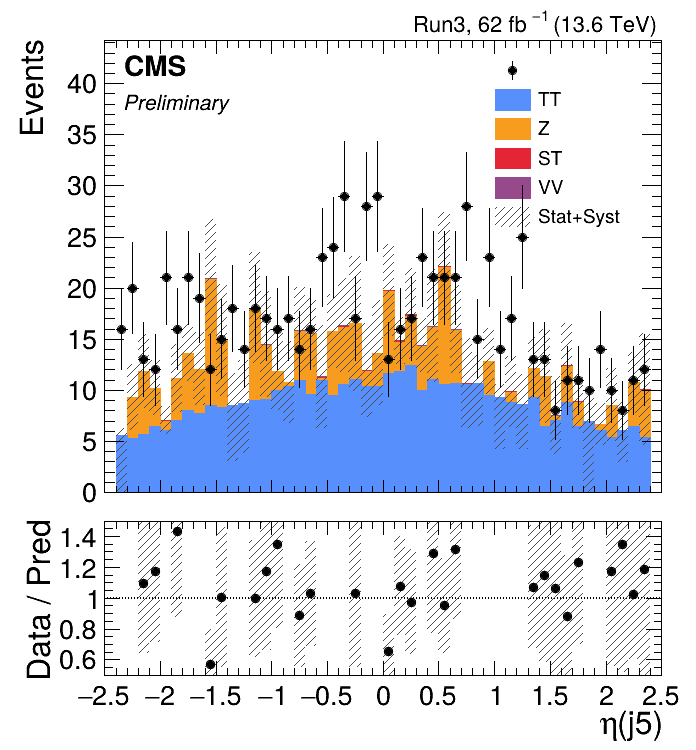 Run3, 62 fb⁻¹ (13.6 TeV)
CMS
Preliminary
Events
TT
Z
ST
VV
Stat+Syst
40
35
30
25
20
15
10
5
0
Data / Pred
1.4
1.2
1
0.8
0.6
−2.5 −2 −1.5 −1 −0.5 0 0.5 1 1.5 2 2.5
η(j5)